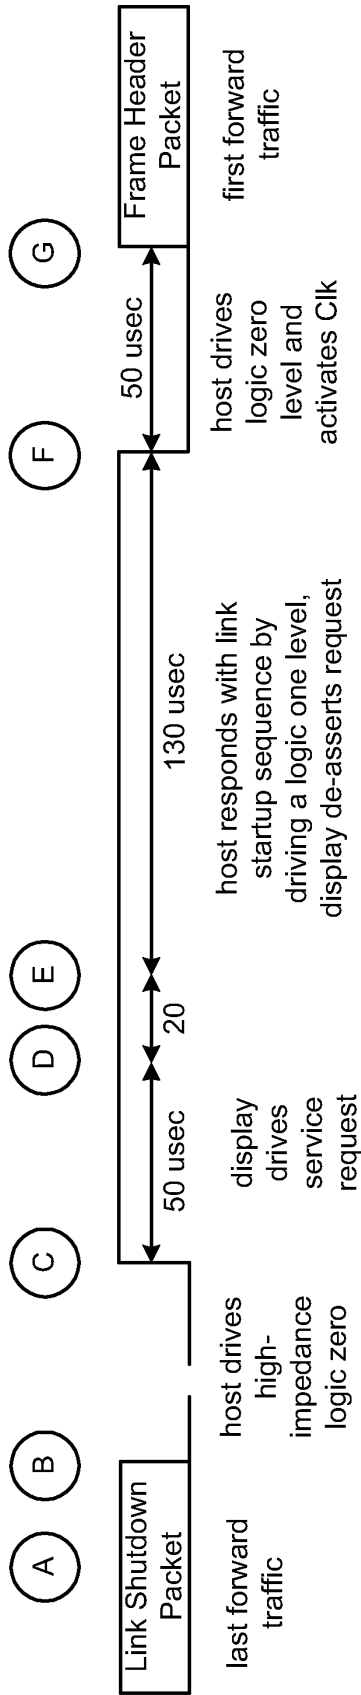 A
B
C
D
E
F
G
Link Shutdown
Packet
50 usec
20
130 usec
50 usec
Frame Header
Packet
last forward
traffic
host drives
high-
impedance
logic zero
display
drives
service
request
host responds with link
startup sequence by
driving a logic one level,
display de-asserts request
host drives
logic zero
level and
activates Clk
first forward
traffic